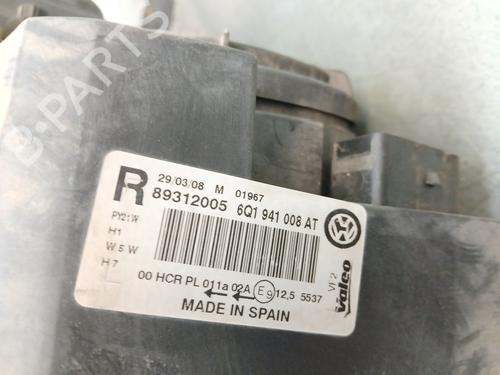 B-PARTS
29/03/08 M 01967
R 89312005 6Q1 941 008 AT
PY21W
H1
W5W
H7
L
00 HCR PL 011a 02A E9 12,5 5537
MADE IN SPAIN
VI 2
Valeo